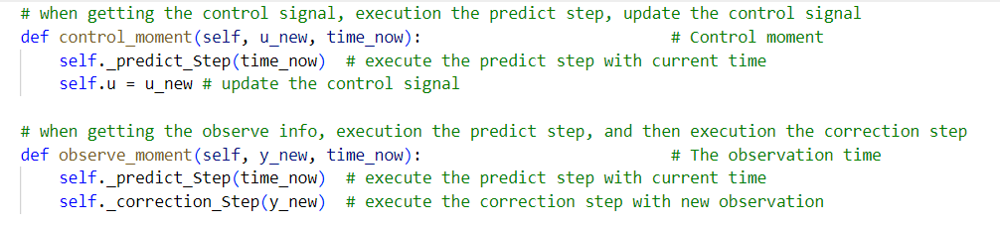 # when getting the control signal, execution the predict step, update the control signal
def control_moment(self, u_new, time_now): # Control moment
self._predict_Step(time_now) # execute the predict step with current time
self.u = u_new # update the control signal
# when getting the observe info, execution the predict step, and then execution the correction step
def observe_moment(self, y_new, time_now): # The observation time
self._predict_Step(time_now) # execute the predict step with current time
self._correction_Step(y_new) # execute the correction step with new observation